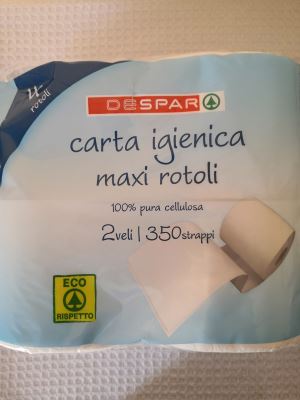 4
rotoli
DESPAR
carta igienica
maxi rotoli
100% pura cellulosa
2veli | 350strappi
ECO
RISPETTO